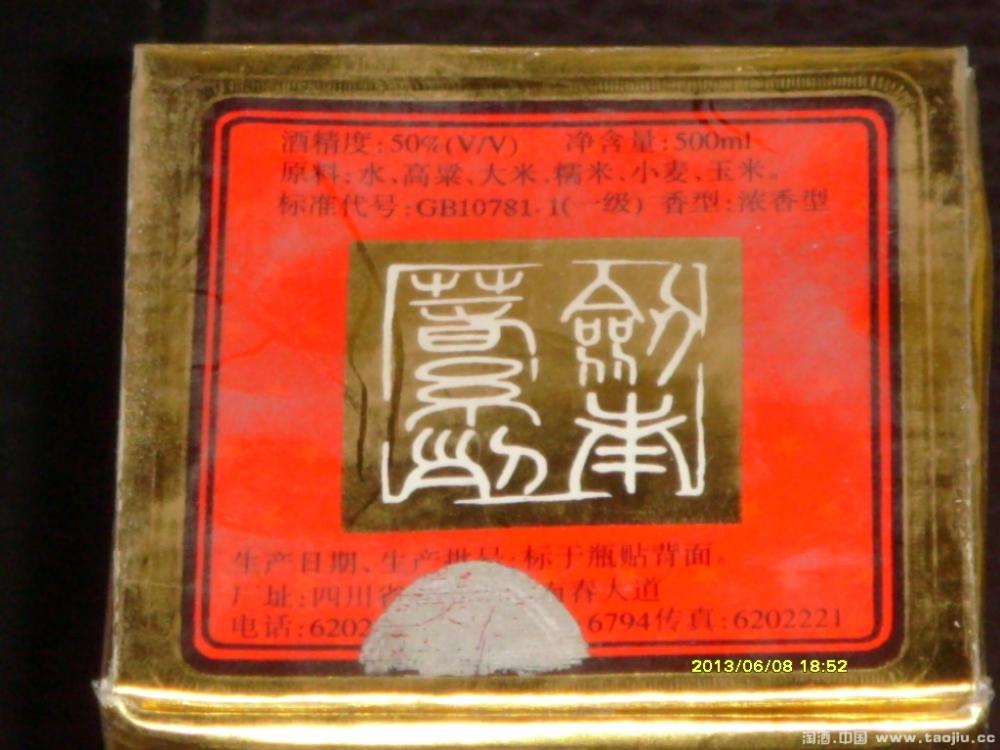 酒精度:50%(V/V) 净含量:500ml
原料:水、高粱、大米、糯米、小麦、玉米。
标准代号:GB10781.1(一级) 香型:浓香型
生产日期、生产批号:标于瓶贴背面。
厂址:四川省 南春大道
电话:6202 6794传真:6202221
2013/06/08 18:52
淘酒.中国 www.taojiu.cc